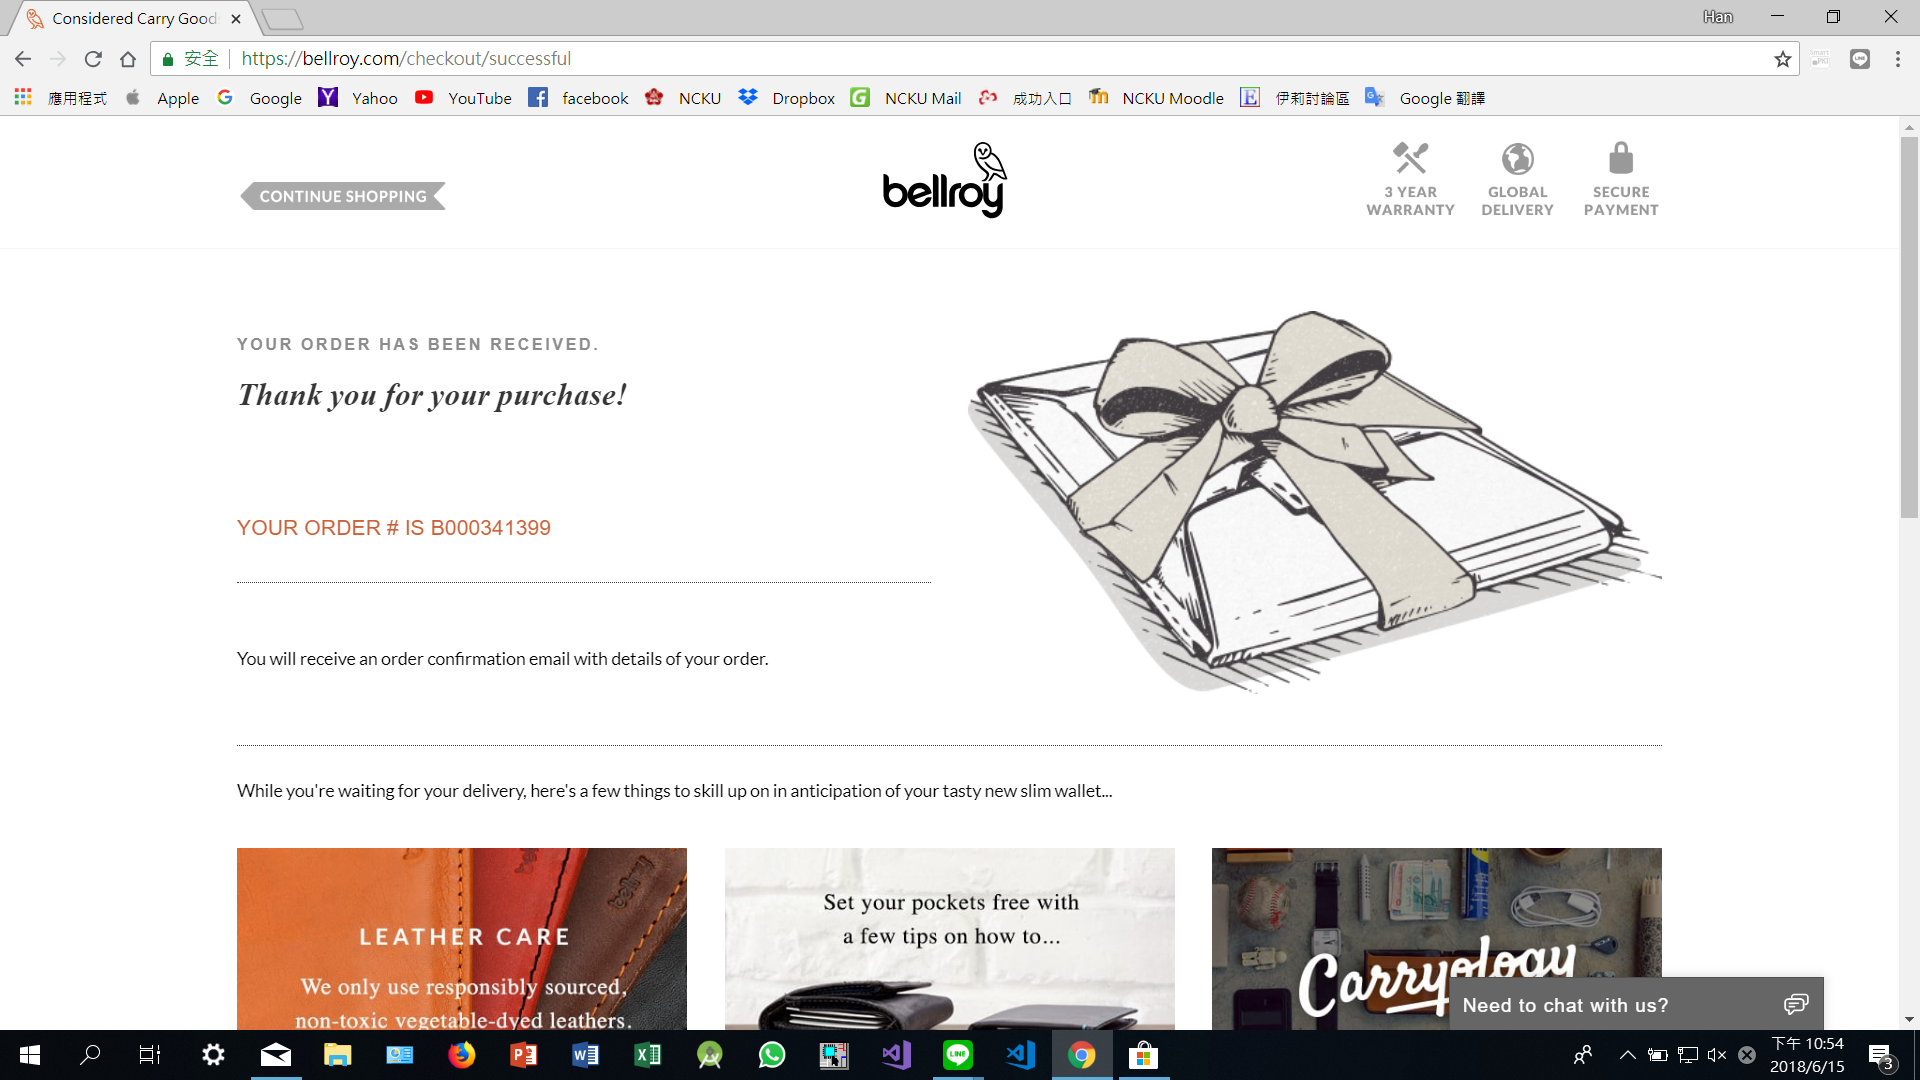 Considered Carry Goods
Han
安全
https://bellroy.com/checkout/successful
應用程式
Apple
Google
Yahoo
YouTube
facebook
NCKU
Dropbox
NCKU Mail
成功入口
NCKU Moodle
伊莉討論區
Google 翻譯
CONTINUE SHOPPING
bellroy
3 YEAR
WARRANTY
GLOBAL
DELIVERY
SECURE
PAYMENT
YOUR ORDER HAS BEEN RECEIVED.
Thank you for your purchase!
YOUR ORDER # IS B000341399
You will receive an order confirmation email with details of your order.
While you're waiting for your delivery, here's a few things to skill up on in anticipation of your tasty new slim wallet...
LEATHER CARE
We only use responsibly sourced,
non-toxic vegetable-dyed leathers.
bellroy
Set your pockets free with
a few tips on how to...
Carryology
Need to chat with us?
下午 10:54
2018/6/15
3